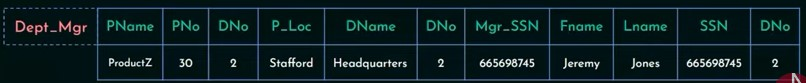 Dept_Mgr PName PNo DNo P_Loc DName DNo Mgr_SSN Fname Lname SSN DNo
ProductZ 30 2 Stafford Headquarters 2 665698745 Jeremy Jones 665698745 2